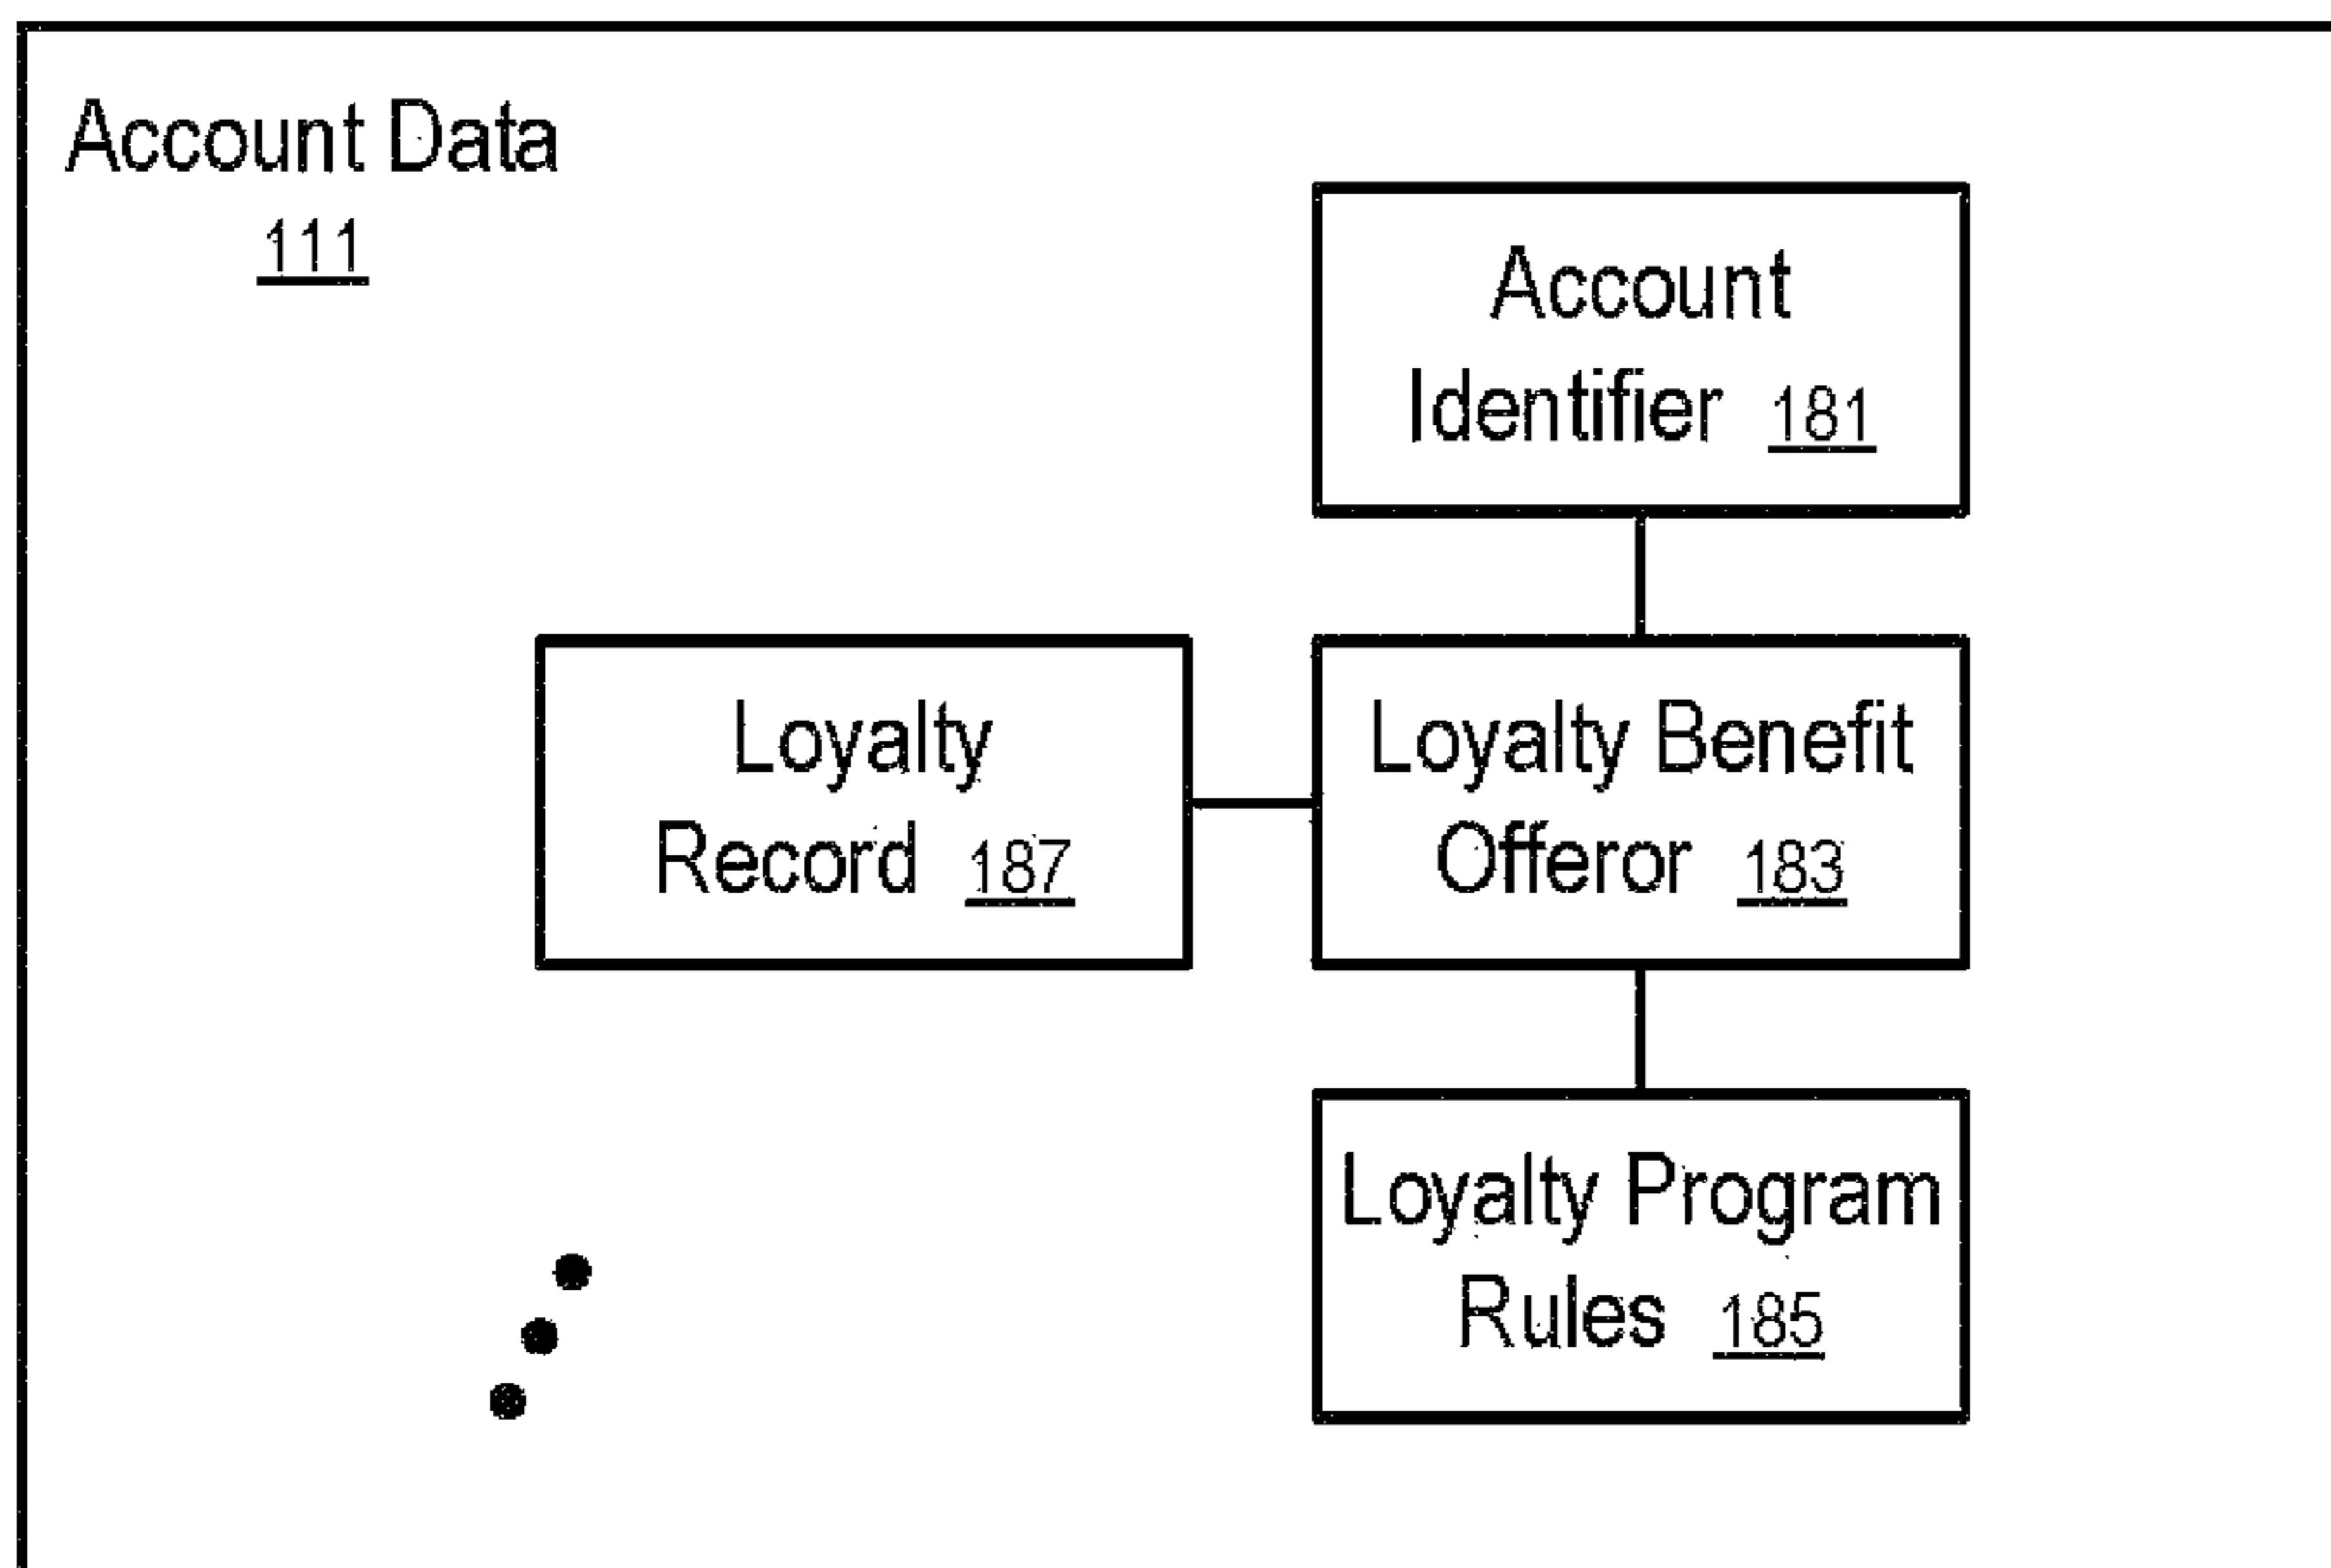 Account Data
111
Account
Identifier 181
Loyalty
Record 187
Loyalty Benefit
Offeror 183
Loyalty Program
Rules 185